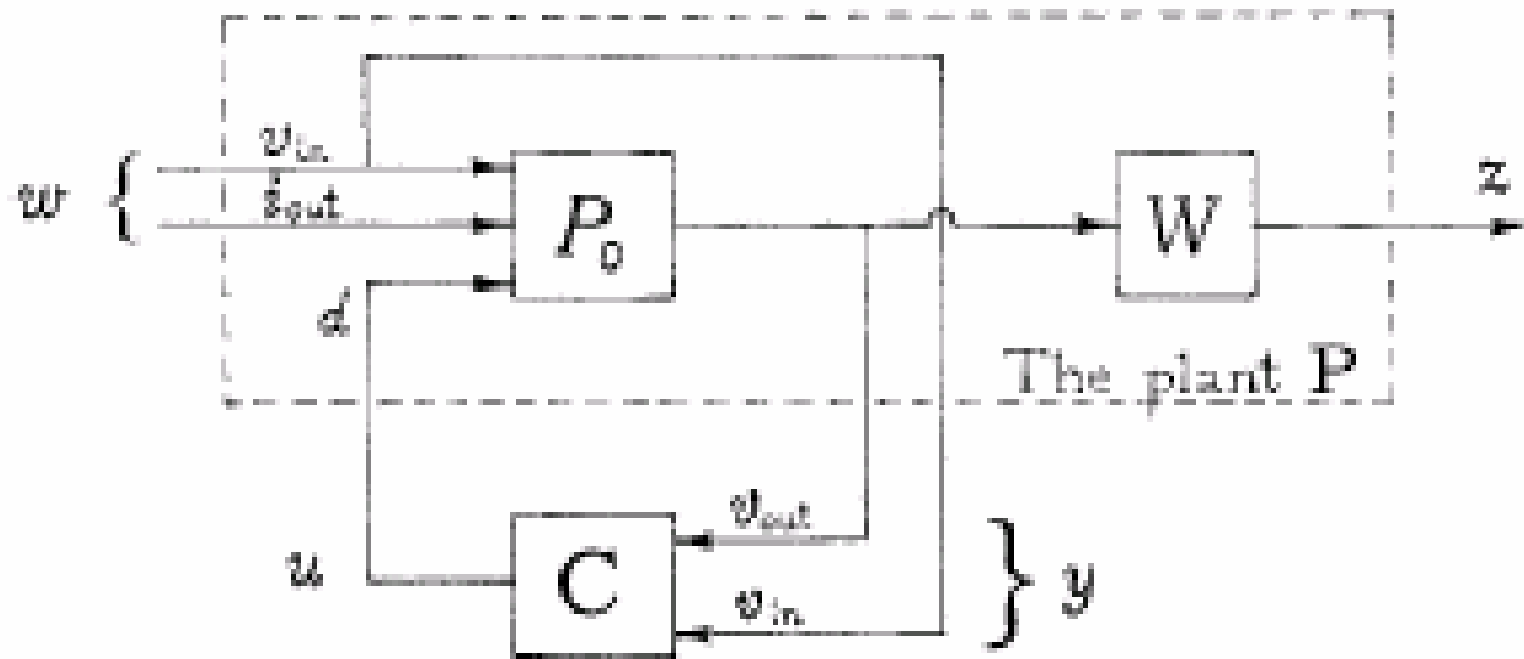 v_in
w {
i_out
P_0
W
z
d
The plant P
v_out
u
C
} y
v_in